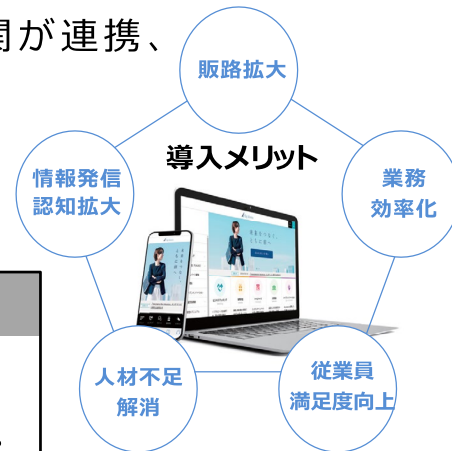 関が連携、
販路拡大
導入メリット
情報発信
認知拡大
業務
効率化
人材不足
解消
従業員
満足度向上